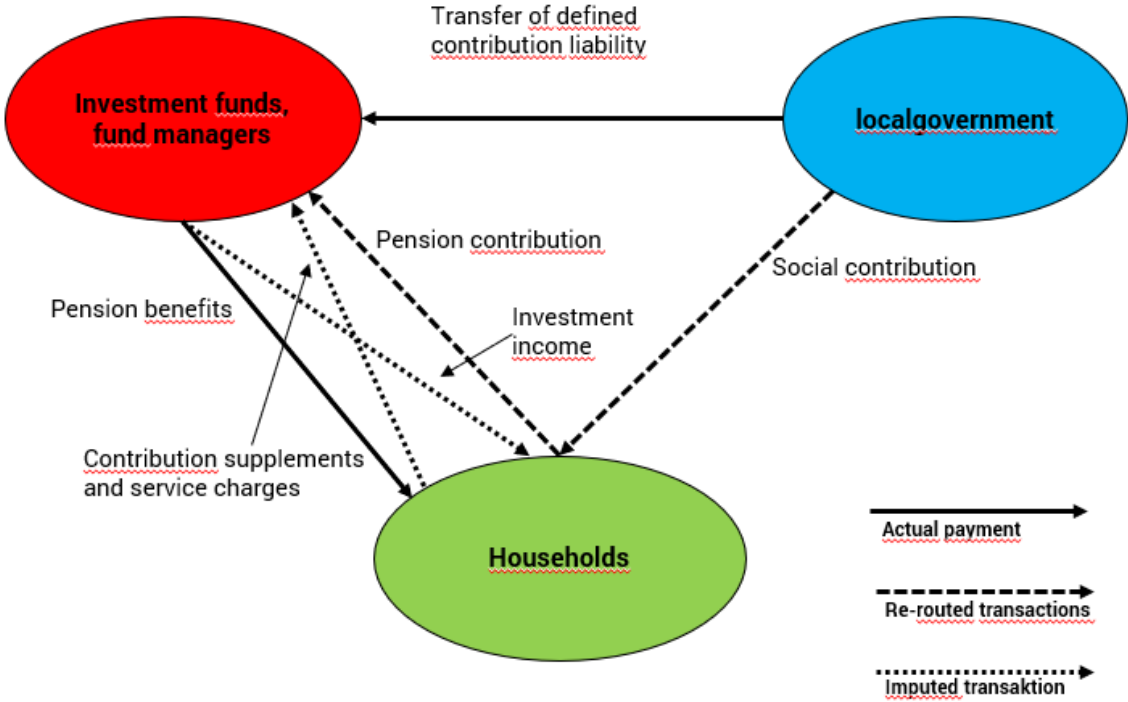 Transfer of defined
contribution liability
Investment funds,
fund managers
localgovernment
Pension contribution
Social contribution
Pension benefits
Investment
income
Contribution supplements
and service charges
Households
Actual payment
Re-routed transactions
Imputed transaktion